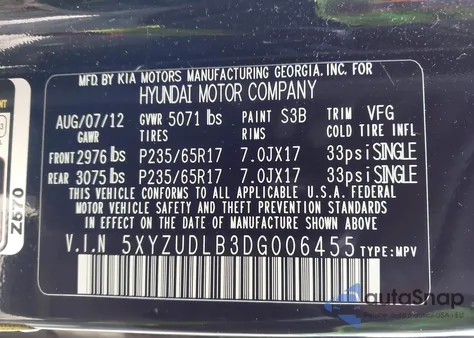 MFD. BY KIA MOTORS MANUFACTURING GEORGIA, INC. FOR
HYUNDAI MOTOR COMPANY
AUG/07/12 GVWR 5071 lbs PAINT S3B TRIM VFG
GAWR TIRES RIMS COLD TIRE INFL
FRONT 2976 lbs P235/65R17 7.0JX17 33psi SINGLE
REAR 3075 lbs P235/65R17 7.0JX17 33psi SINGLE
THIS VEHICLE CONFORMS TO ALL APPLICABLE U.S.A. FEDERAL
MOTOR VEHICLE SAFETY AND THEFT PREVENTION STANDARDS IN
EFFECT ON THE DATE OF MANUFACTURE SHOWN ABOVE.
V.I.N 5XYZUDLB3DG006455 TYPE: MPV
Z670
autoSnap